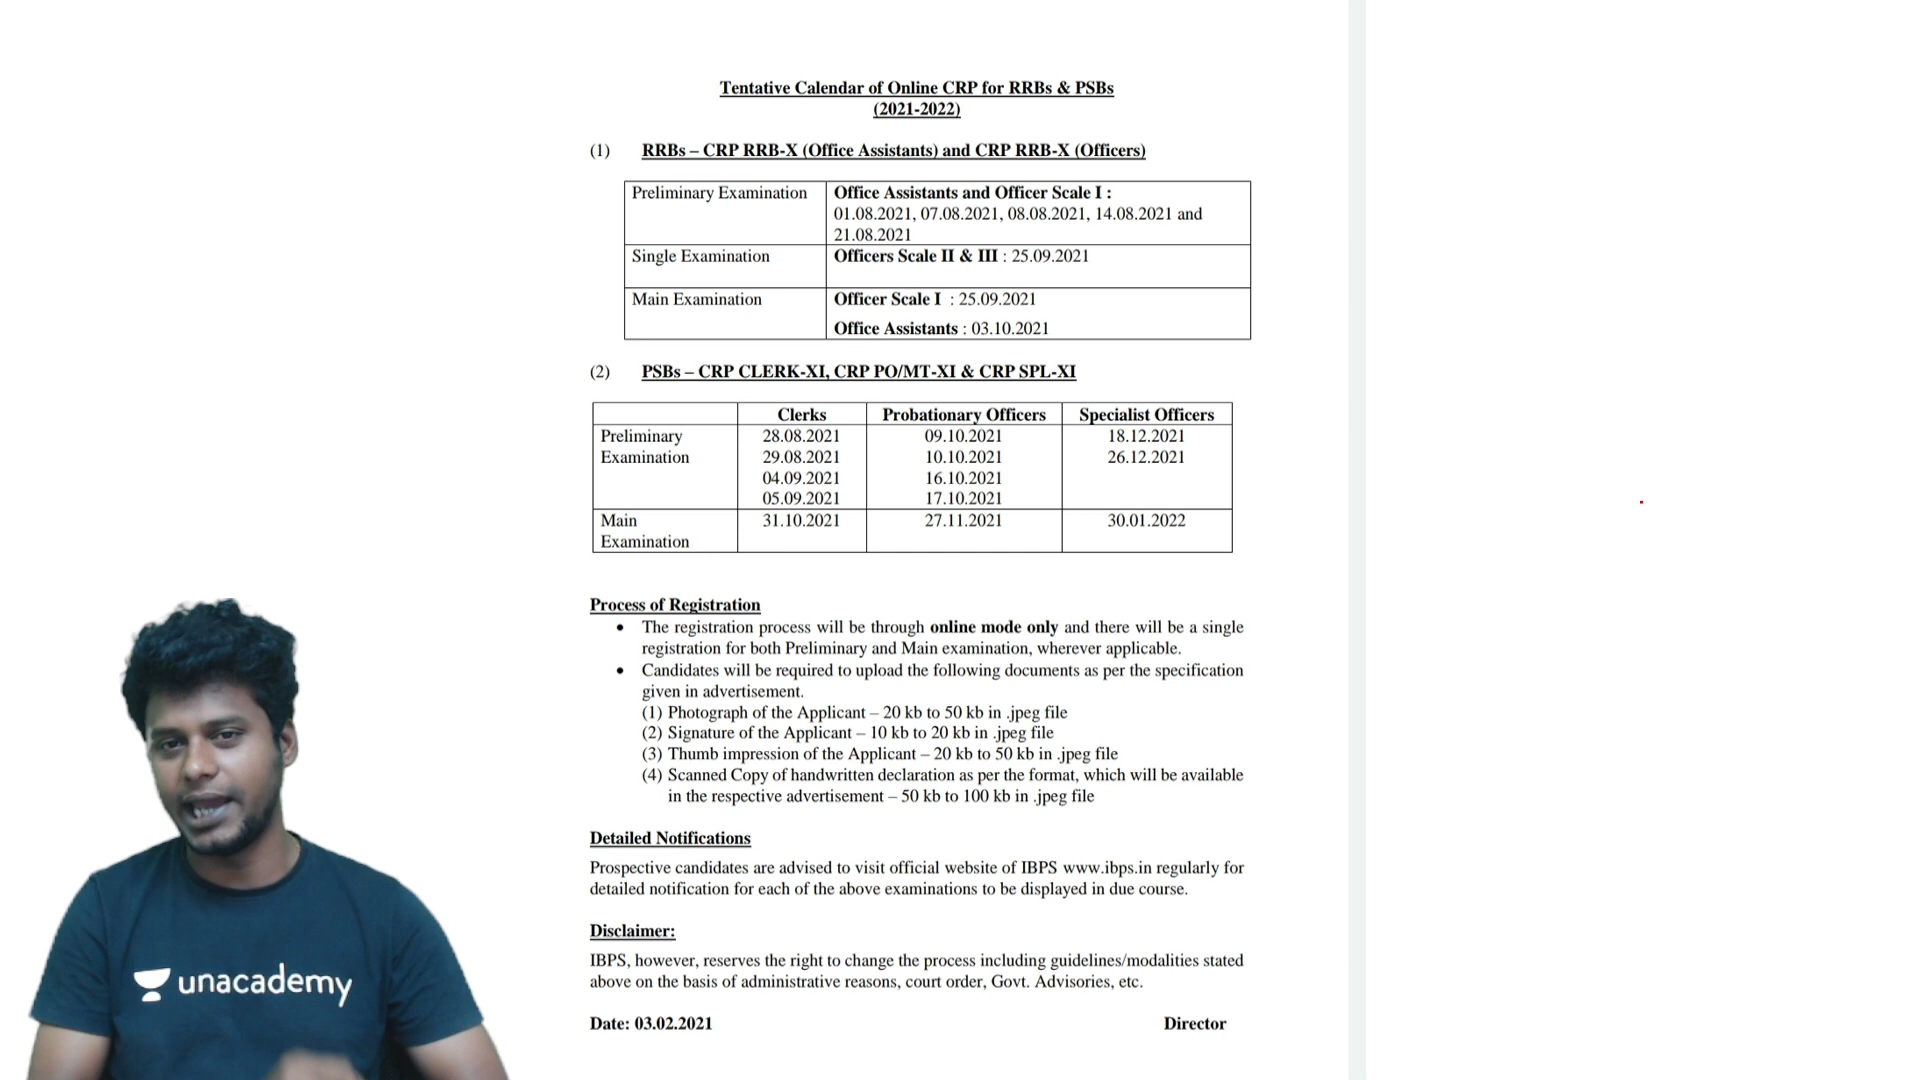 Tentative Calendar of Online CRP for RRBs & PSBs
(2021-2022)
(1) RRBs – CRP RRB-X (Office Assistants) and CRP RRB-X (Officers)
Preliminary Examination Office Assistants and Officer Scale I :
01.08.2021, 07.08.2021, 08.08.2021, 14.08.2021 and
21.08.2021
Single Examination Officers Scale II & III : 25.09.2021
Main Examination Officer Scale I : 25.09.2021
Office Assistants : 03.10.2021
(2) PSBs – CRP CLERK-XI, CRP PO/MT-XI & CRP SPL-XI
Clerks Probationary Officers Specialist Officers
Preliminary 28.08.2021 09.10.2021 18.12.2021
Examination 29.08.2021 10.10.2021 26.12.2021
04.09.2021 16.10.2021
05.09.2021 17.10.2021
Main 31.10.2021 27.11.2021 30.01.2022
Examination
Process of Registration
• The registration process will be through online mode only and there will be a single
registration for both Preliminary and Main examination, wherever applicable.
• Candidates will be required to upload the following documents as per the specification
given in advertisement.
(1) Photograph of the Applicant – 20 kb to 50 kb in .jpeg file
(2) Signature of the Applicant – 10 kb to 20 kb in .jpeg file
(3) Thumb impression of the Applicant – 20 kb to 50 kb in .jpeg file
(4) Scanned Copy of handwritten declaration as per the format, which will be available
in the respective advertisement – 50 kb to 100 kb in .jpeg file
Detailed Notifications
Prospective candidates are advised to visit official website of IBPS www.ibps.in regularly for
detailed notification for each of the above examinations to be displayed in due course.
Disclaimer:
IBPS, however, reserves the right to change the process including guidelines/modalities stated
above on the basis of administrative reasons, court order, Govt. Advisories, etc.
Date: 03.02.2021 Director
unacademy